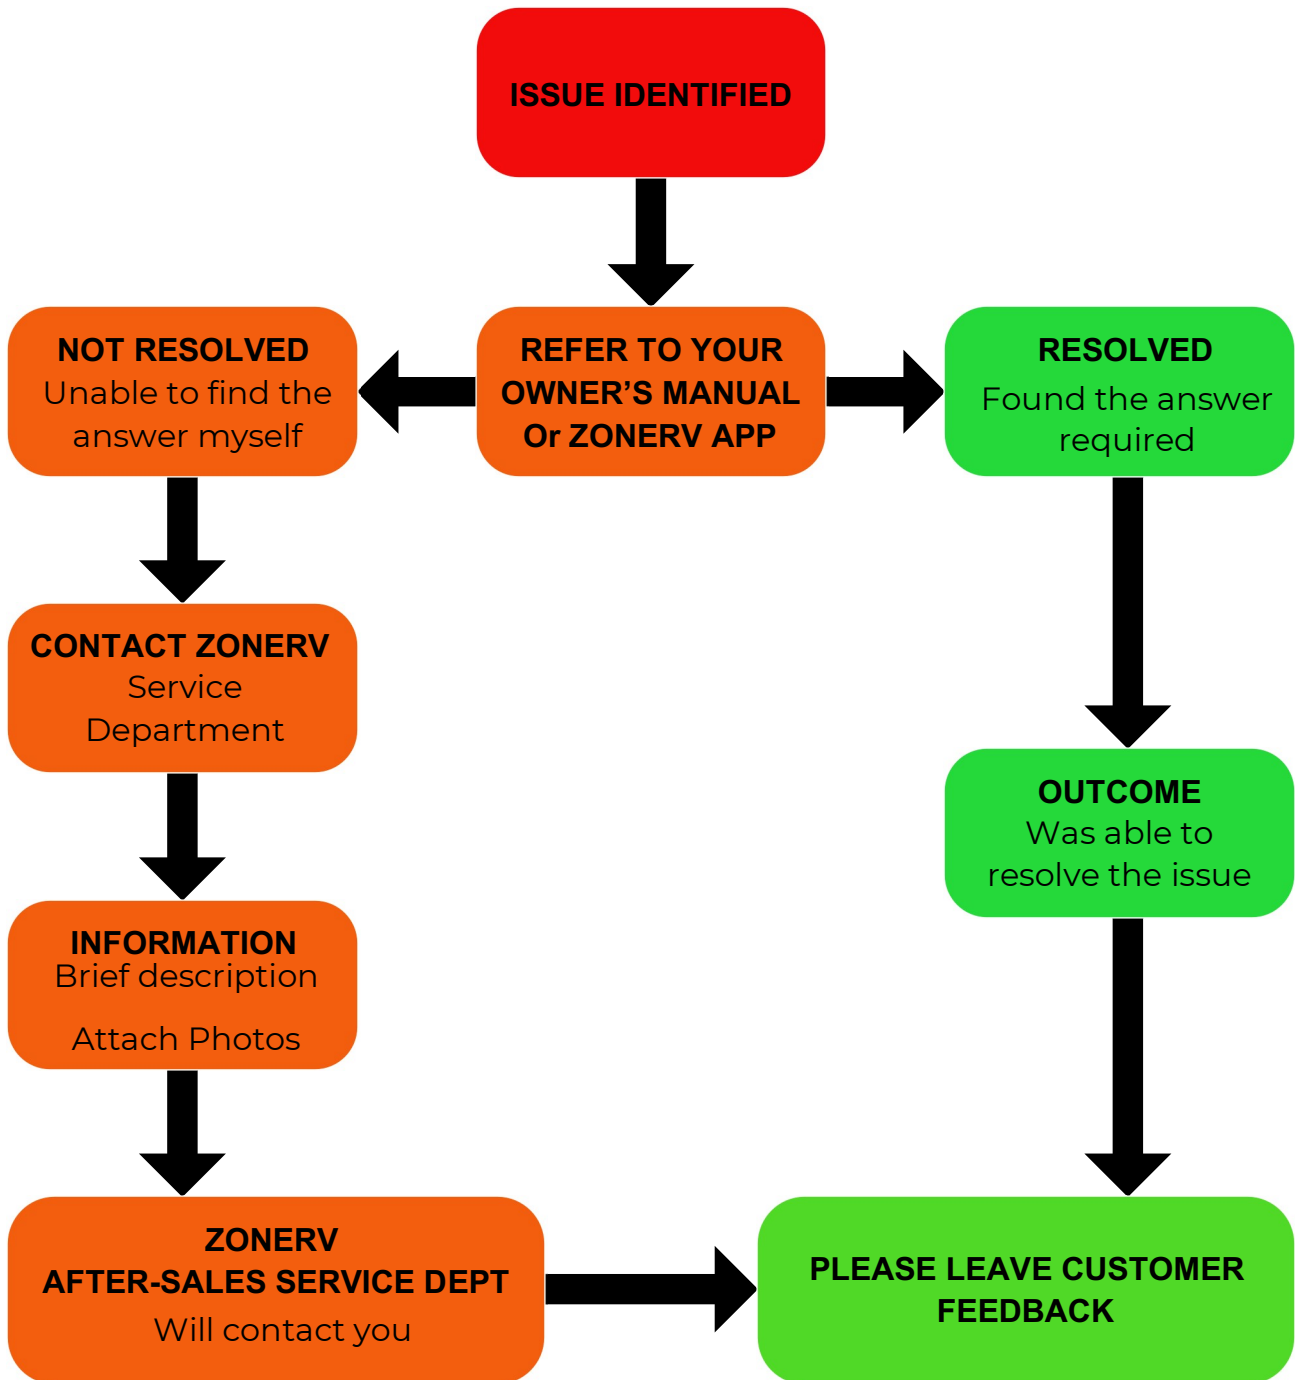 ISSUE IDENTIFIED
NOT RESOLVED
Unable to find the
answer myself
REFER TO YOUR
OWNER’S MANUAL
Or ZONERV APP
RESOLVED
Found the answer
required
CONTACT ZONERV
Service
Department
OUTCOME
Was able to
resolve the issue
INFORMATION
Brief description
Attach Photos
ZONERV
AFTER-SALES SERVICE DEPT
Will contact you
PLEASE LEAVE CUSTOMER
FEEDBACK